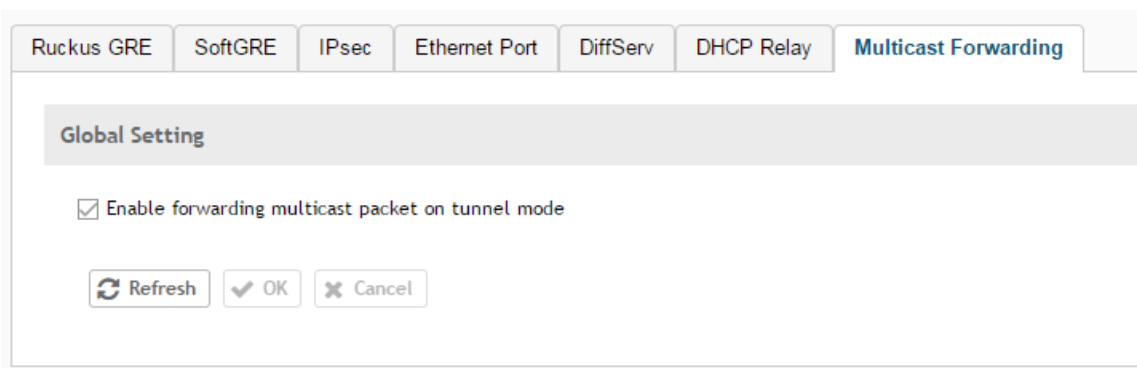 Ruckus GRE SoftGRE IPsec Ethernet Port DiffServ DHCP Relay Multicast Forwarding
Global Setting
Enable forwarding multicast packet on tunnel mode
Refresh OK Cancel